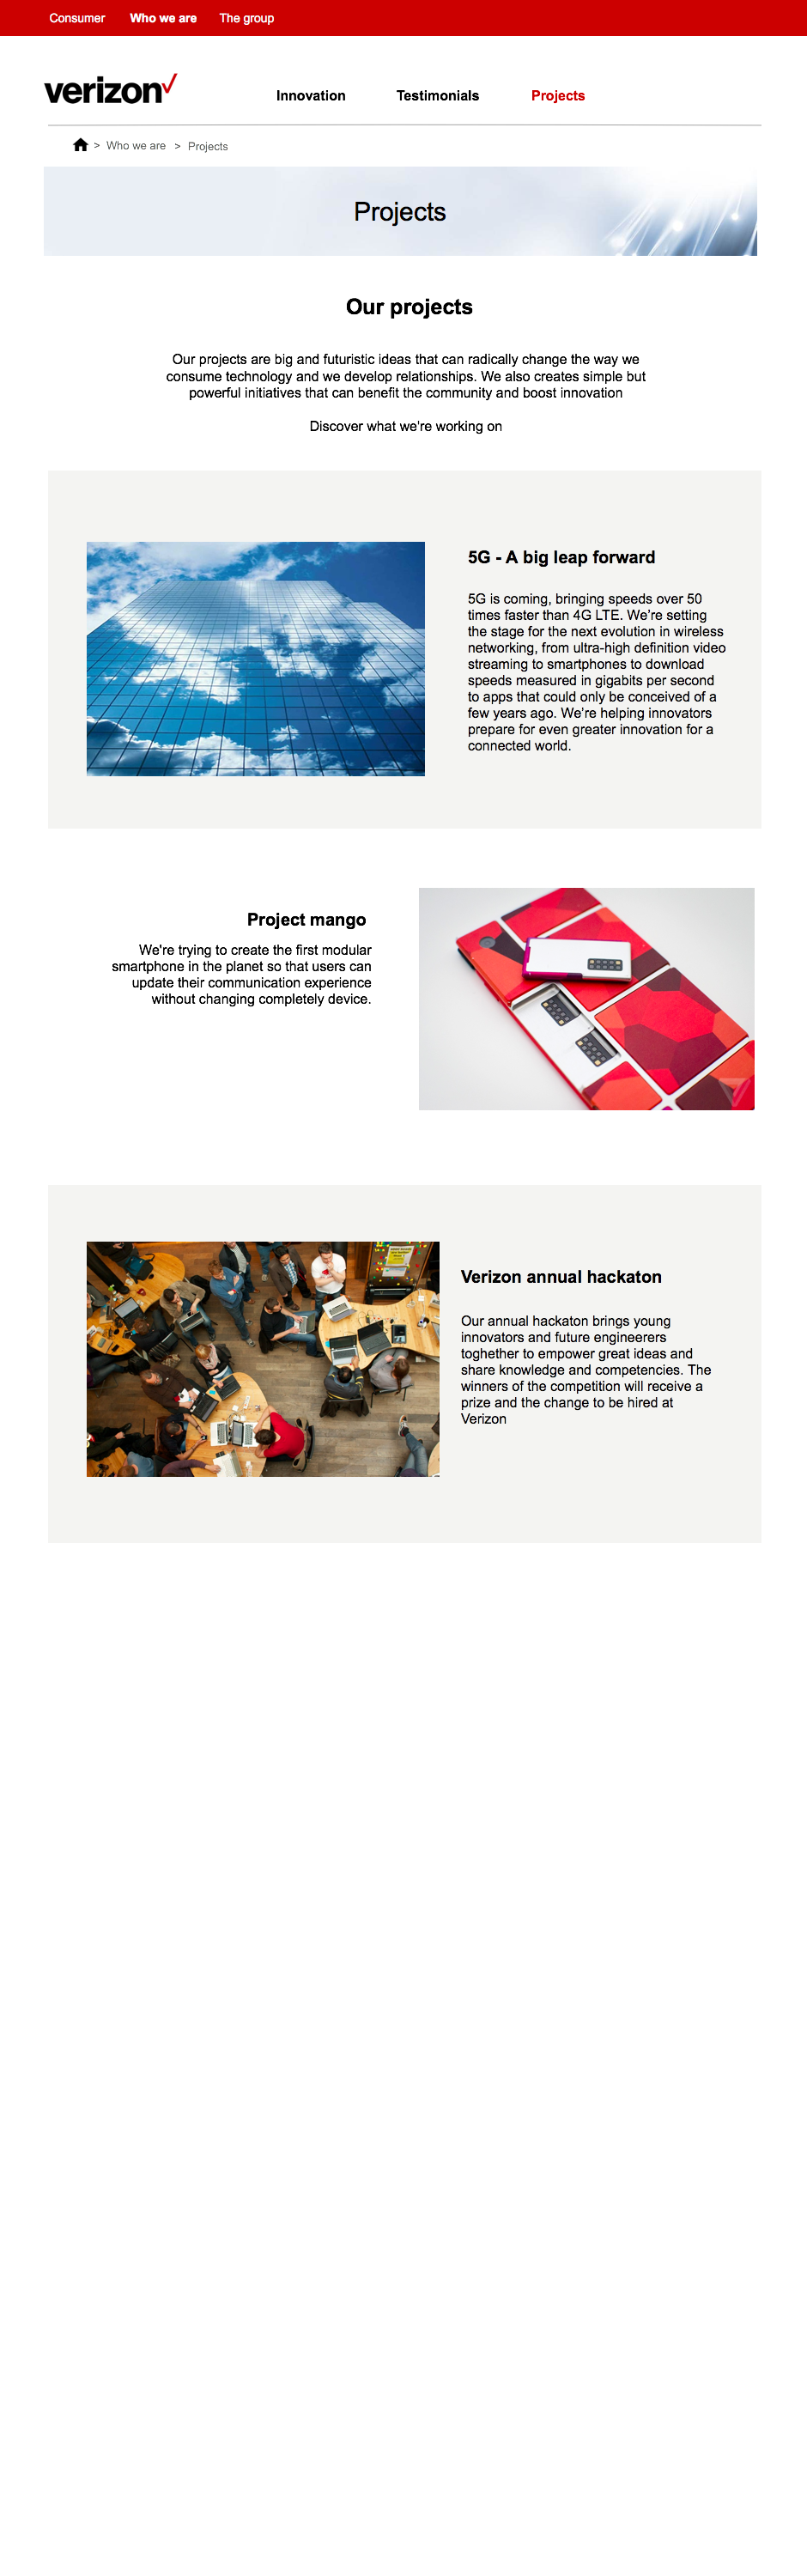 Consumer Who we are The group
verizon
Innovation Testimonials Projects
> Who we are > Projects
Projects
Our projects
Our projects are big and futuristic ideas that can radically change the way we
consume technology and we develop relationships. We also creates simple but
powerful initiatives that can benefit the community and boost innovation
Discover what we're working on
5G - A big leap forward
5G is coming, bringing speeds over 50
times faster than 4G LTE. We’re setting
the stage for the next evolution in wireless
networking, from ultra-high definition video
streaming to smartphones to download
speeds measured in gigabits per second
to apps that could only be conceived of a
few years ago. We’re helping innovators
prepare for even greater innovation for a
connected world.
Project mango
We're trying to create the first modular
smartphone in the planet so that users can
update their communication experience
without changing completely device.
Verizon annual hackaton
Our annual hackaton brings young
innovators and future engineerers
toghether to empower great ideas and
share knowledge and competencies. The
winners of the competition will receive a
prize and the change to be hired at
Verizon